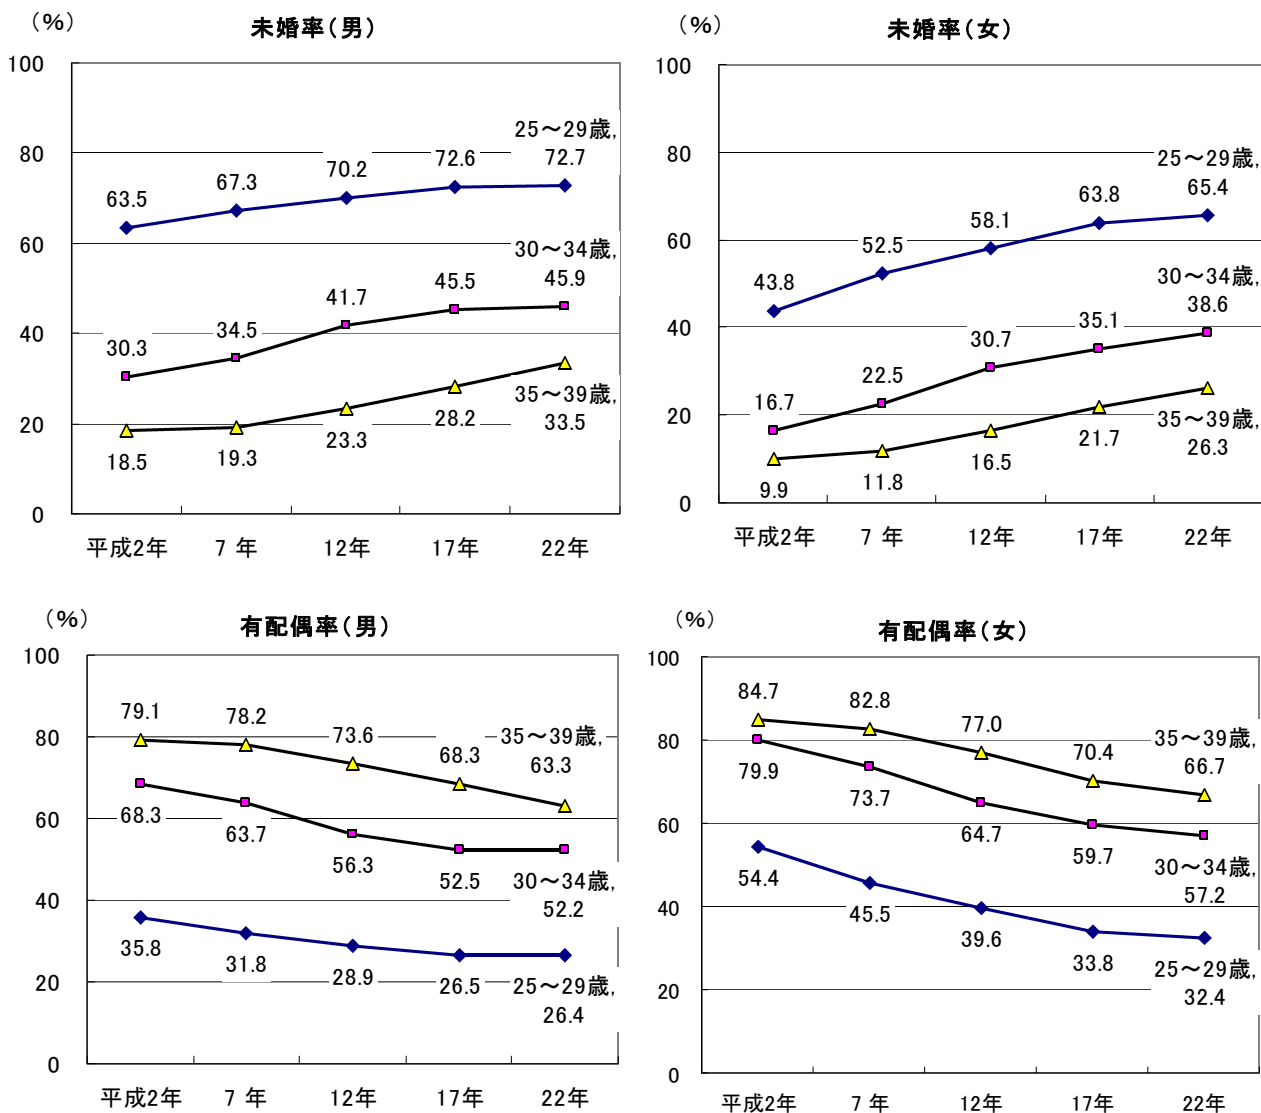 （%）
未婚率（男）
100
80
60
40
20
0
25～29歳,
63.5 67.3 70.2 72.6 72.7
30～34歳,
30.3 34.5 41.7 45.5 45.9
35～39歳,
18.5 19.3 23.3 28.2 33.5
平成2年 7 年 12年 17年 22年
（%）
未婚率（女）
100
80
60
40
20
0
25～29歳,
43.8 52.5 58.1 63.8 65.4
30～34歳,
16.7 22.5 30.7 35.1 38.6
35～39歳,
9.9 11.8 16.5 21.7 26.3
平成2年 7 年 12年 17年 22年
（%）
有配偶率（男）
100
80
60
40
20
0
35～39歳,
79.1 78.2 73.6 68.3 63.3
30～34歳,
68.3 63.7 56.3 52.5 52.2
25～29歳,
35.8 31.8 28.9 26.5 26.4
平成2年 7 年 12年 17年 22年
（%）
有配偶率（女）
100
80
60
40
20
0
35～39歳,
84.7 82.8 77.0 70.4 66.7
30～34歳,
79.9 73.7 64.7 59.7 57.2
25～29歳,
54.4 45.5 39.6 33.8 32.4
平成2年 7 年 12年 17年 22年